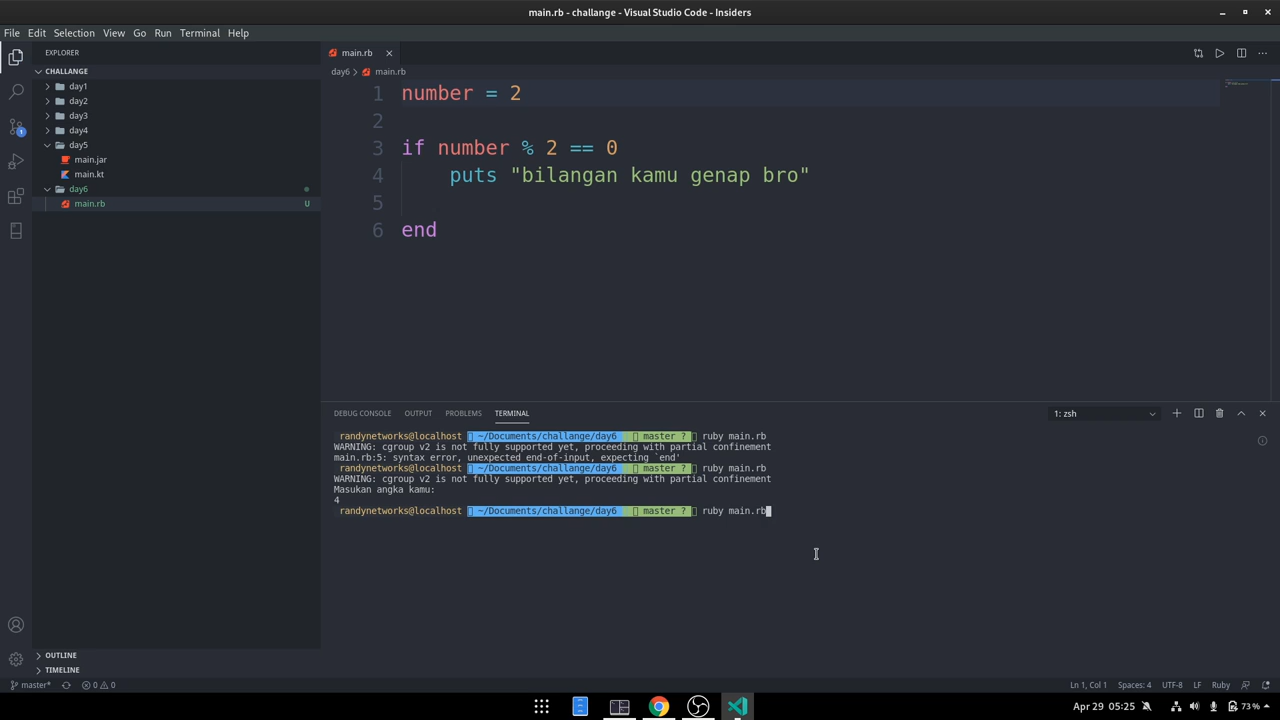 main.rb - challange - Visual Studio Code - Insiders
File Edit Selection View Go Run Terminal Help
EXPLORER
CHALLANGE
day1
day2
day3
day4
day5
main.jar
main.kt
day6
main.rb U
OUTLINE
TIMELINE
main.rb
day6 > main.rb
1 number = 2
2
3 if number % 2 == 0
4 puts "bilangan kamu genap bro"
5
6 end
DEBUG CONSOLE OUTPUT PROBLEMS TERMINAL 1: zsh
randynetworks@localhost ~/Documents/challange/day6 master ? ruby main.rb
WARNING: cgroup v2 is not fully supported yet, proceeding with partial confinement
main.rb:5: syntax error, unexpected end-of-input, expecting `end'
randynetworks@localhost ~/Documents/challange/day6 master ? ruby main.rb
WARNING: cgroup v2 is not fully supported yet, proceeding with partial confinement
Masukan angka kamu:
4
randynetworks@localhost ~/Documents/challange/day6 master ? ruby main.rb
master* 0 0 Ln 1, Col 1 Spaces: 4 UTF-8 LF Ruby
Apr 29 05:25 73 %